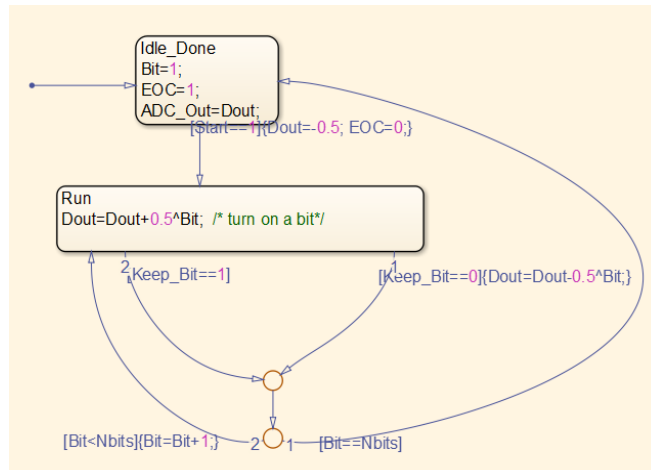 Idle_Done
Bit=1;
EOC=1;
ADC_Out=Dout;
[Start==1]{Dout=-0.5; EOC=0;}
Run
Dout=Dout+0.5^Bit; /* turn on a bit*/
2
[Keep_Bit==1]
1
[Keep_Bit==0]{Dout=Dout-0.5^Bit;}
[Bit<Nbits]{Bit=Bit+1;}
2
1
[Bit==Nbits]